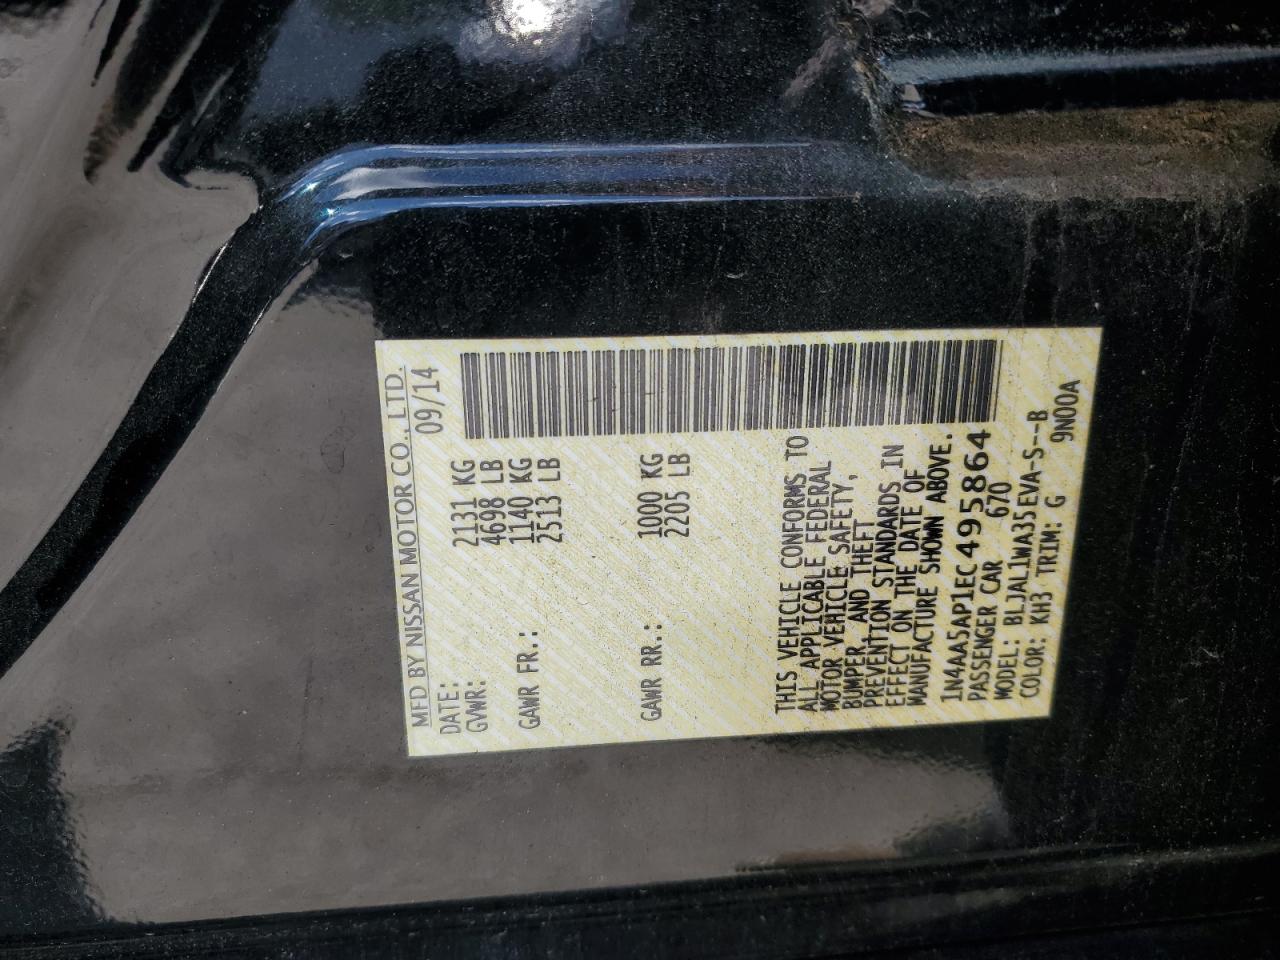 MFD BY NISSAN MOTOR CO., LTD.
DATE: 09/14
GVWR: 2131 KG
4698 LB
GAWR FR.: 1140 KG
2513 LB
GAWR RR.: 1000 KG
2205 LB
THIS VEHICLE CONFORMS TO
ALL APPLICABLE FEDERAL
MOTOR VEHICLE SAFETY,
BUMPER, AND THEFT
PREVENTION STANDARDS IN
EFFECT ON THE DATE OF
MANUFACTURE SHOWN ABOVE.
1N4AA5AP1EC495864
PASSENGER CAR 670
MODEL: BLJAL1WA35EVA-S--B
COLOR: KH3 TRIM: G 9N00A